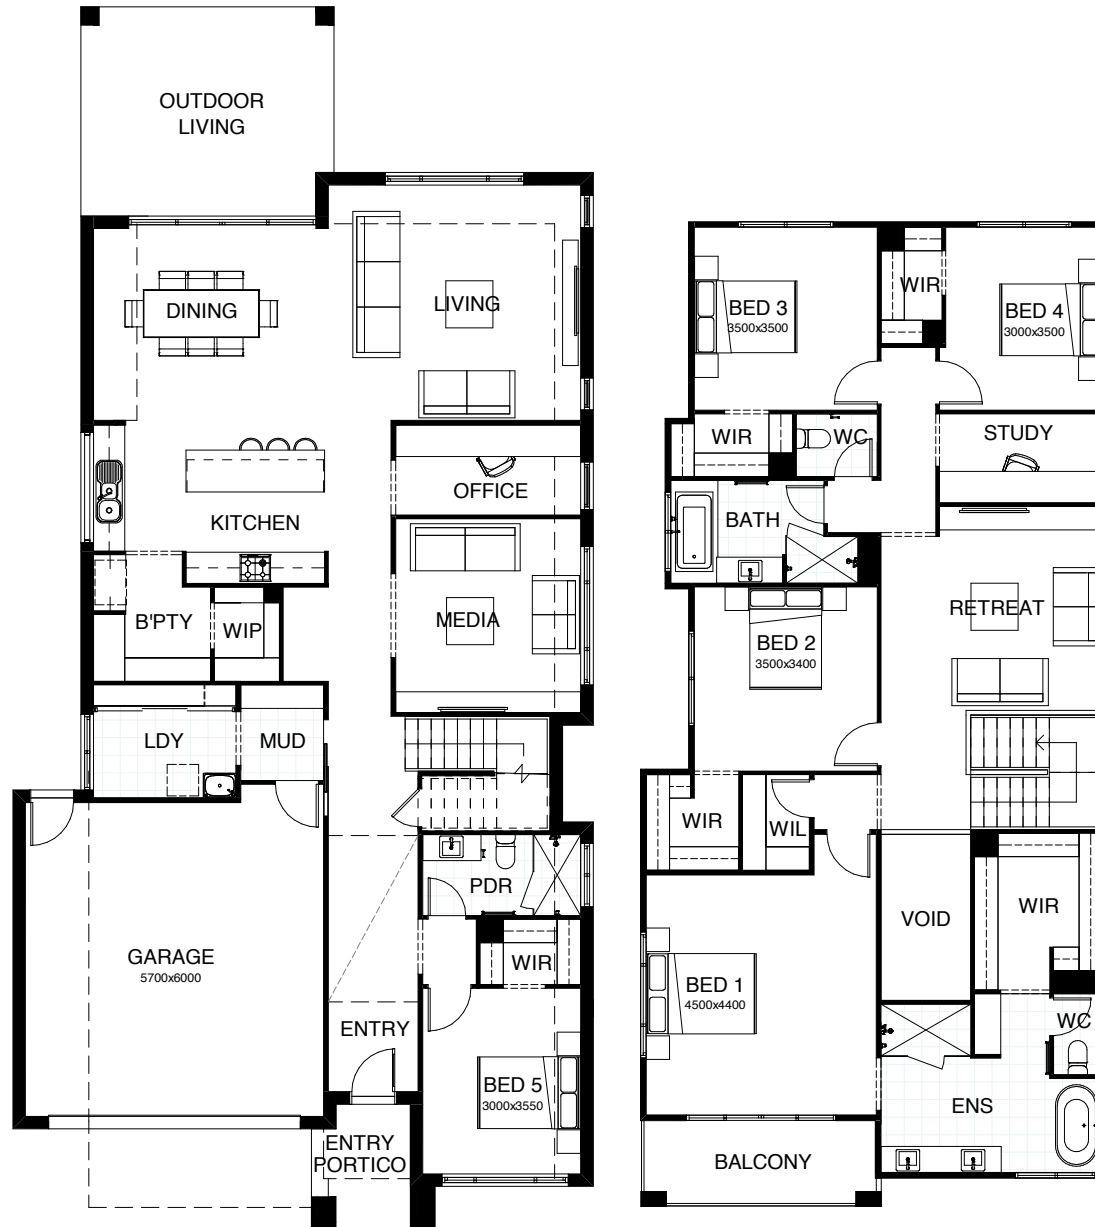 OUTDOOR
LIVING
DINING
LIVING
OFFICE
KITCHEN
B'PTY
WIP
MEDIA
LDY
MUD
PDR
GARAGE
5700x6000
WIR
ENTRY
BED 5
3000x3550
ENTRY
PORTICO
BED 3
3500x3500
WIR
BED 4
3000x3500
WIR
WC
STUDY
BATH
RETREAT
BED 2
3500x3400
WIR
WIL
VOID
WIR
BED 1
4500x4400
WC
ENS
BALCONY